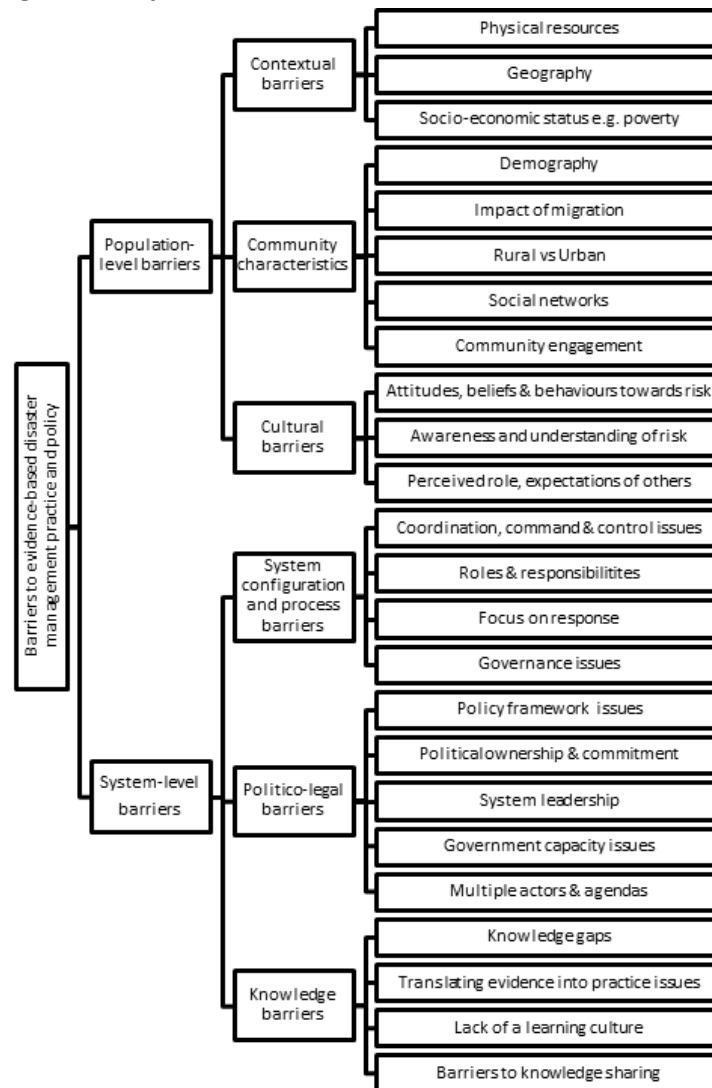 Barriers to evidence-based disaster
management practice and policy
Population-
level barriers
Contextual
barriers
Physical resources
Geography
Socio-economic status e.g. poverty
Community
characteristics
Demography
Impact of migration
Rural vs Urban
Social networks
Community engagement
Cultural
barriers
Attitudes, beliefs & behaviours towards risk
Awareness and understanding of risk
Perceived role, expectations of others
System-level
barriers
System
configuration
and process
barriers
Coordination, command & control issues
Roles & responsibilitites
Focus on response
Governance issues
Politico-legal
barriers
Policy framework issues
Political ownership & commitment
System leadership
Government capacity issues
Multiple actors & agendas
Knowledge
barriers
Knowledge gaps
Translating evidence into practice issues
Lack of a learning culture
Barriers to knowledge sharing